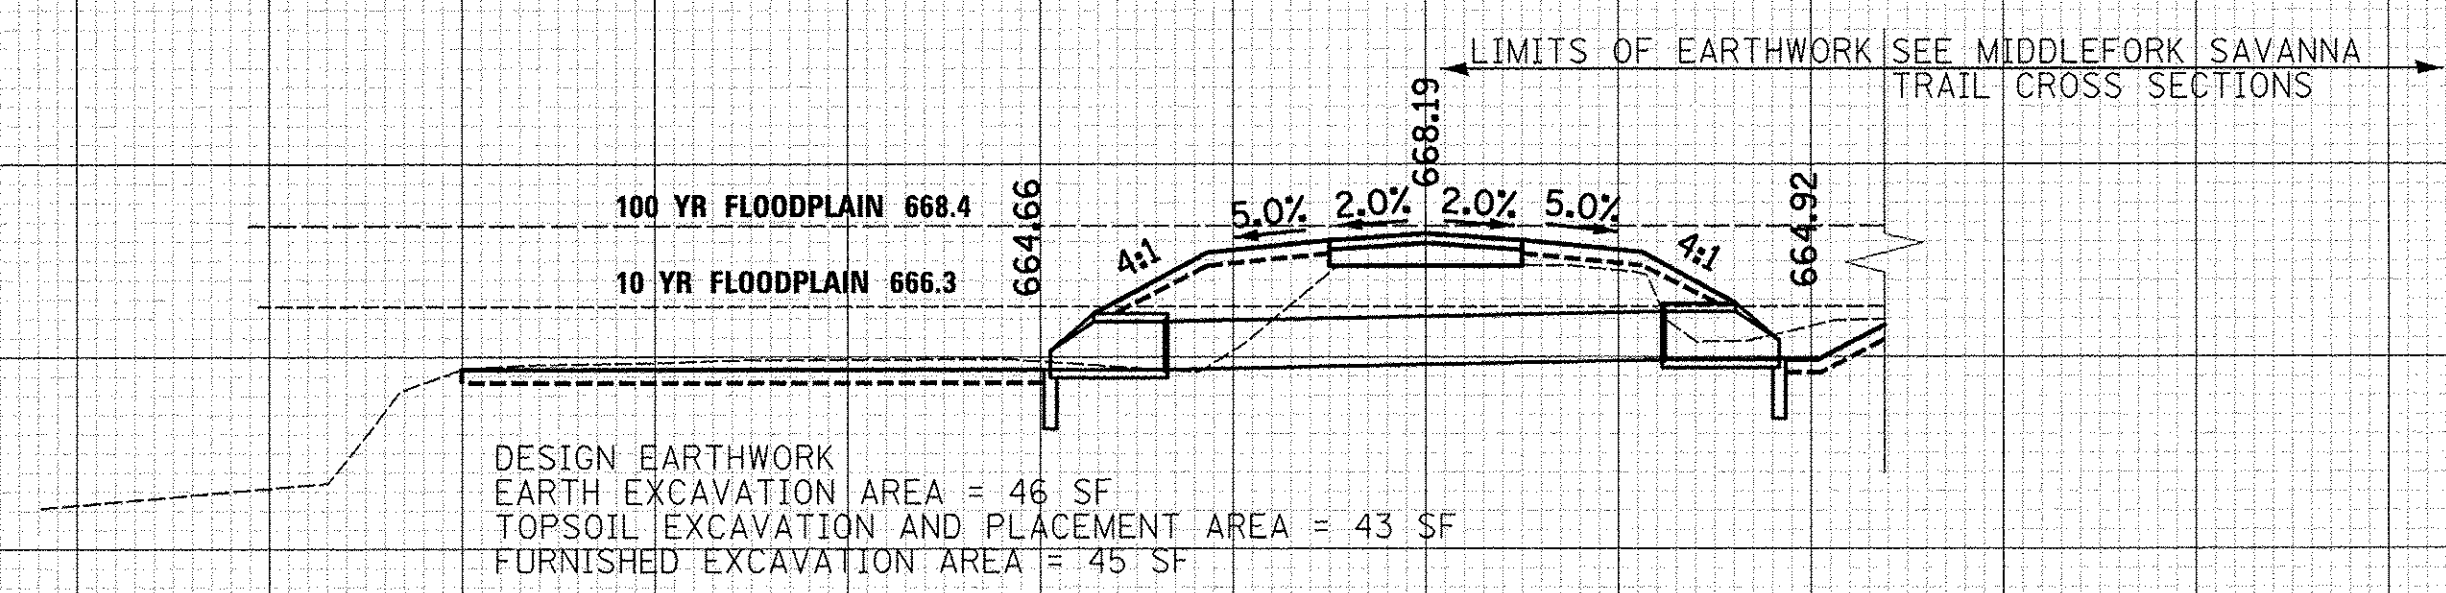 LIMITS OF EARTHWORK SEE MIDDLEFORK SAVANNA
TRAIL CROSS SECTIONS
668.19
100 YR FLOODPLAIN 668.4
664.66
5.0%
2.0%
2.0%
5.0%
664.92
4:1
4:1
10 YR FLOODPLAIN 666.3
DESIGN EARTHWORK
EARTH EXCAVATION AREA = 46 SF
TOPSOIL EXCAVATION AND PLACEMENT AREA = 43 SF
FURNISHED EXCAVATION AREA = 45 SF